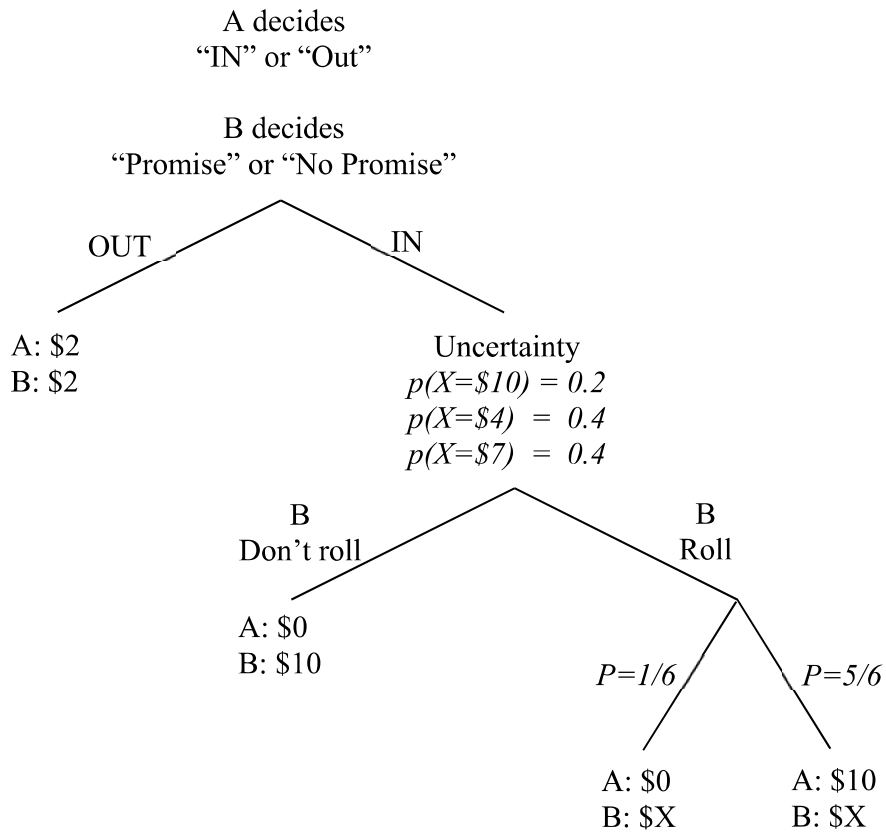 A decides
“IN” or “Out”
B decides
“Promise” or “No Promise”
OUT
IN
A: $2
B: $2
Uncertainty
p(X=$10) = 0.2
p(X=$4) = 0.4
p(X=$7) = 0.4
B
Don’t roll
B
Roll
A: $0
B: $10
P=1/6
P=5/6
A: $0
B: $X
A: $10
B: $X